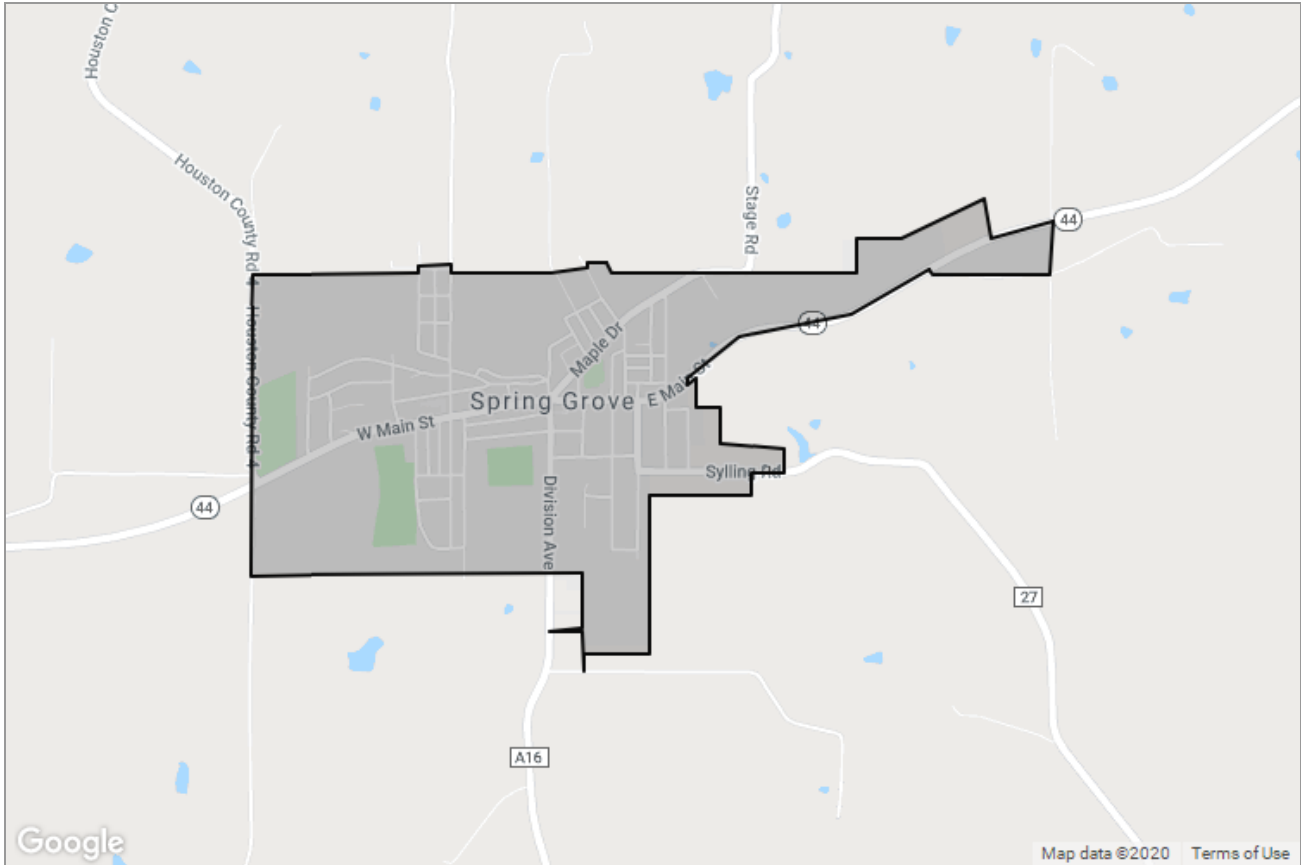 Houston C
Houston County Rd 4
Houston County Rd 4
Stage Rd
44
44
Maple Dr
E Main St
Spring Grove
W Main St
Sylling Rd
Division Ave
44
27
A16
Google
Map data ©2020 Terms of Use